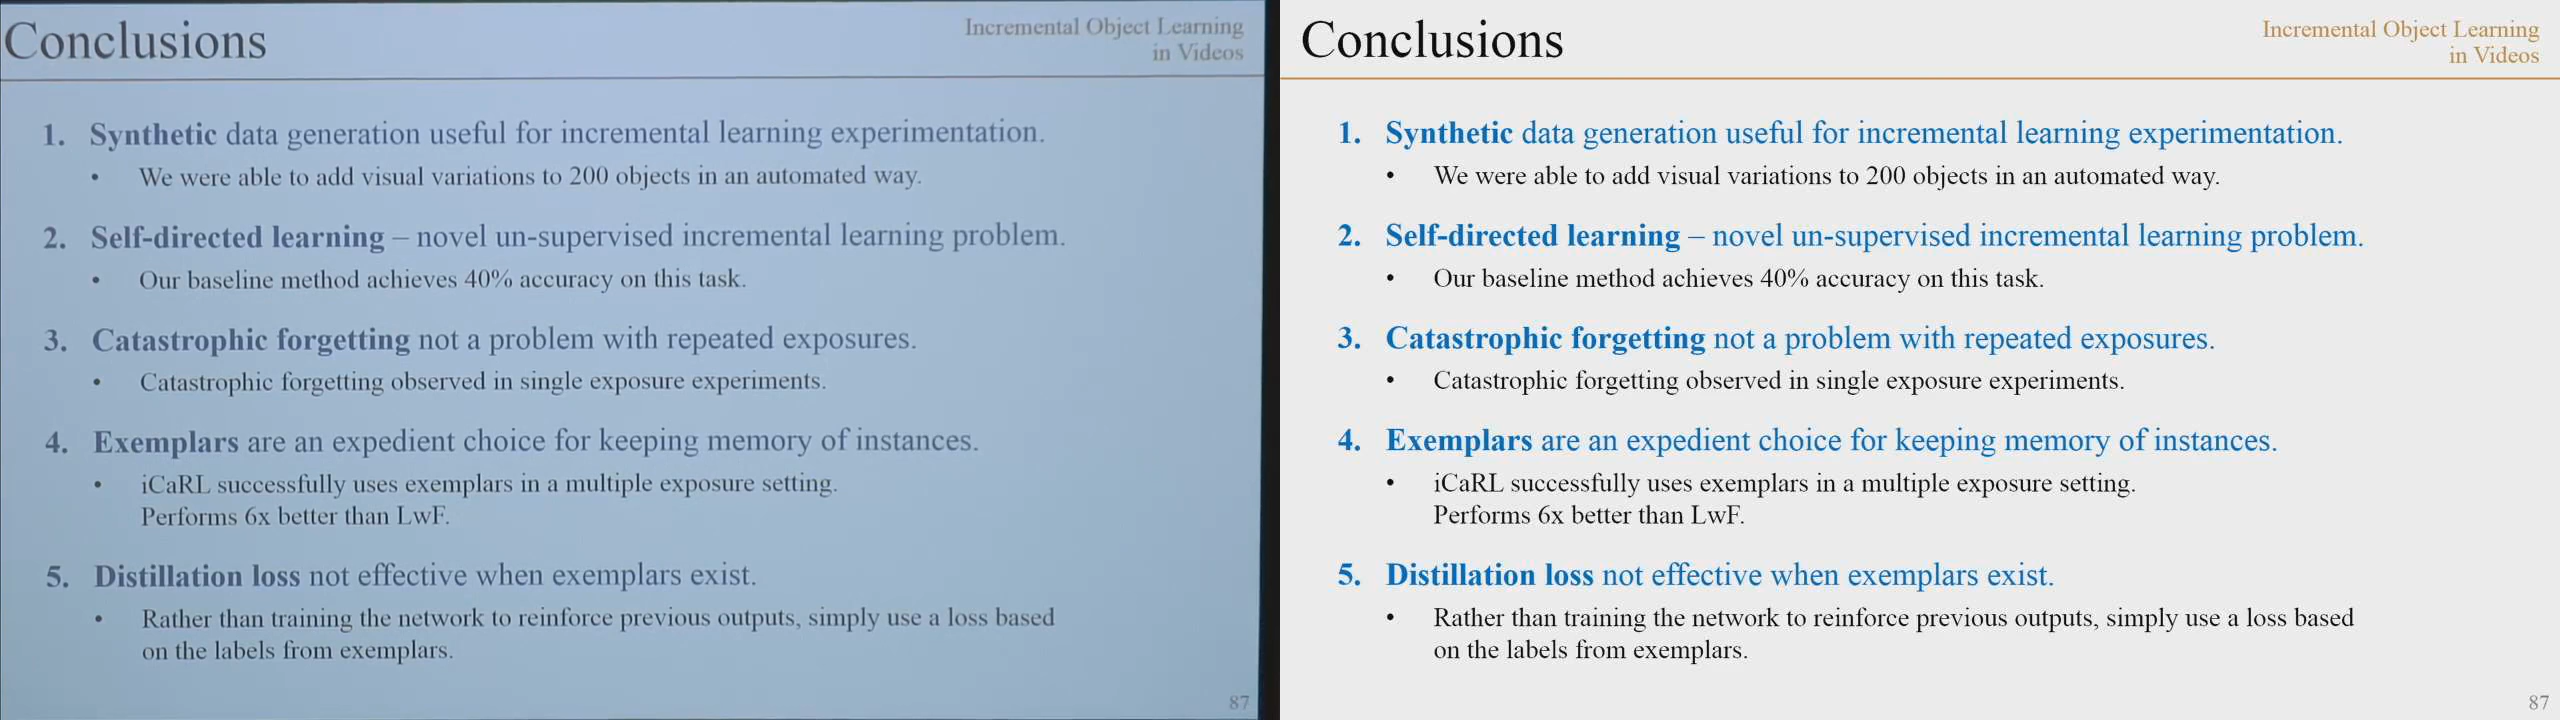 Conclusions
Incremental Object Learning
in Videos
1. Synthetic data generation useful for incremental learning experimentation.
• We were able to add visual variations to 200 objects in an automated way.
2. Self-directed learning – novel un-supervised incremental learning problem.
• Our baseline method achieves 40% accuracy on this task.
3. Catastrophic forgetting not a problem with repeated exposures.
• Catastrophic forgetting observed in single exposure experiments.
4. Exemplars are an expedient choice for keeping memory of instances.
• iCaRL successfully uses exemplars in a multiple exposure setting.
Performs 6x better than LwF.
5. Distillation loss not effective when exemplars exist.
• Rather than training the network to reinforce previous outputs, simply use a loss based
on the labels from exemplars.
87
Conclusions
Incremental Object Learning
in Videos
1. Synthetic data generation useful for incremental learning experimentation.
• We were able to add visual variations to 200 objects in an automated way.
2. Self-directed learning – novel un-supervised incremental learning problem.
• Our baseline method achieves 40% accuracy on this task.
3. Catastrophic forgetting not a problem with repeated exposures.
• Catastrophic forgetting observed in single exposure experiments.
4. Exemplars are an expedient choice for keeping memory of instances.
• iCaRL successfully uses exemplars in a multiple exposure setting.
Performs 6x better than LwF.
5. Distillation loss not effective when exemplars exist.
• Rather than training the network to reinforce previous outputs, simply use a loss based
on the labels from exemplars.
87